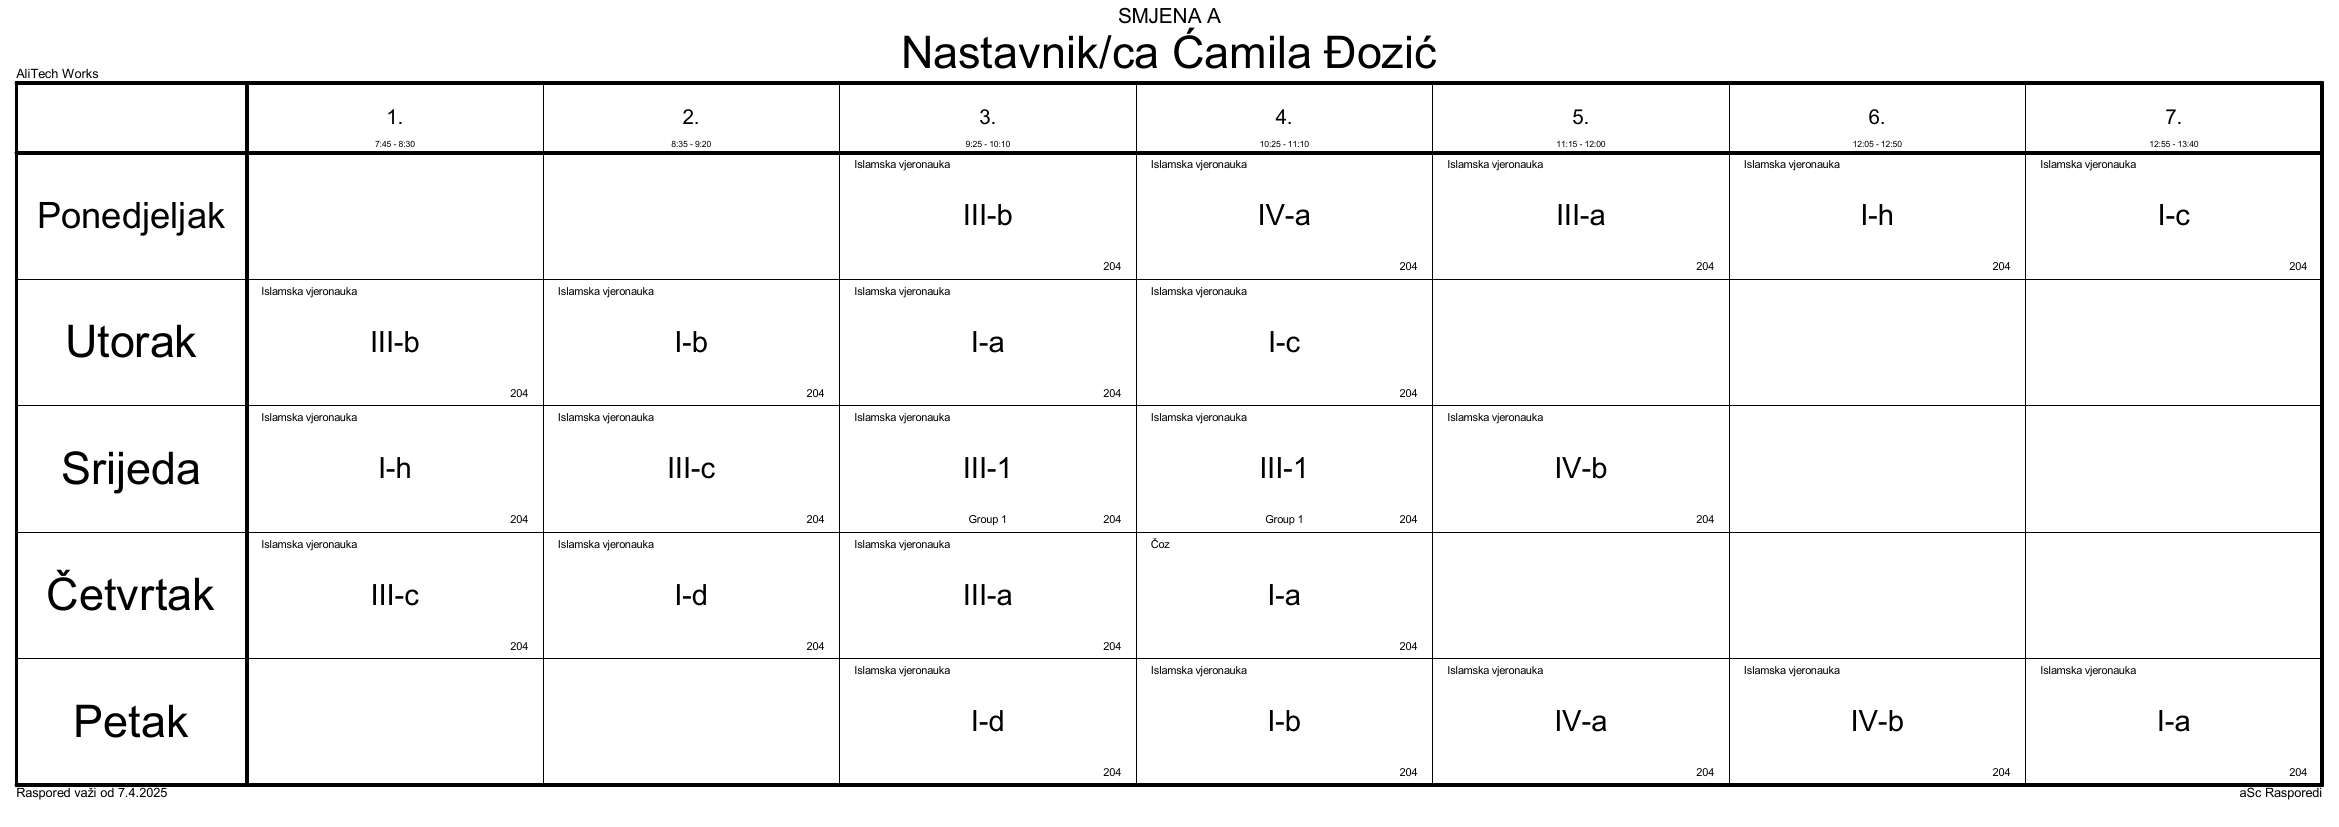 SMJENA A
Nastavnik/ca Ćamila Đozić
AliTech Works
1. 2. 3. 4. 5. 6. 7.
7:45 - 8:30 8:35 - 9:20 9:25 - 10:10 10:25 - 11:10 11:15 - 12:00 12:05 - 12:50 12:55 - 13:40
Islamska vjeronauka Islamska vjeronauka Islamska vjeronauka Islamska vjeronauka Islamska vjeronauka
Ponedjeljak III-b IV-a III-a I-h I-c
204 204 204 204 204
Islamska vjeronauka Islamska vjeronauka Islamska vjeronauka Islamska vjeronauka
Utorak III-b I-b I-a I-c
204 204 204 204
Islamska vjeronauka Islamska vjeronauka Islamska vjeronauka Islamska vjeronauka Islamska vjeronauka
Srijeda I-h III-c III-1 III-1 IV-b
204 204 Group 1 204 Group 1 204 204
Islamska vjeronauka Islamska vjeronauka Islamska vjeronauka Čoz
Četvrtak III-c I-d III-a I-a
204 204 204 204
Islamska vjeronauka Islamska vjeronauka Islamska vjeronauka Islamska vjeronauka Islamska vjeronauka
Petak I-d I-b IV-a IV-b I-a
204 204 204 204 204
Raspored važi od 7.4.2025 aSc Rasporedi